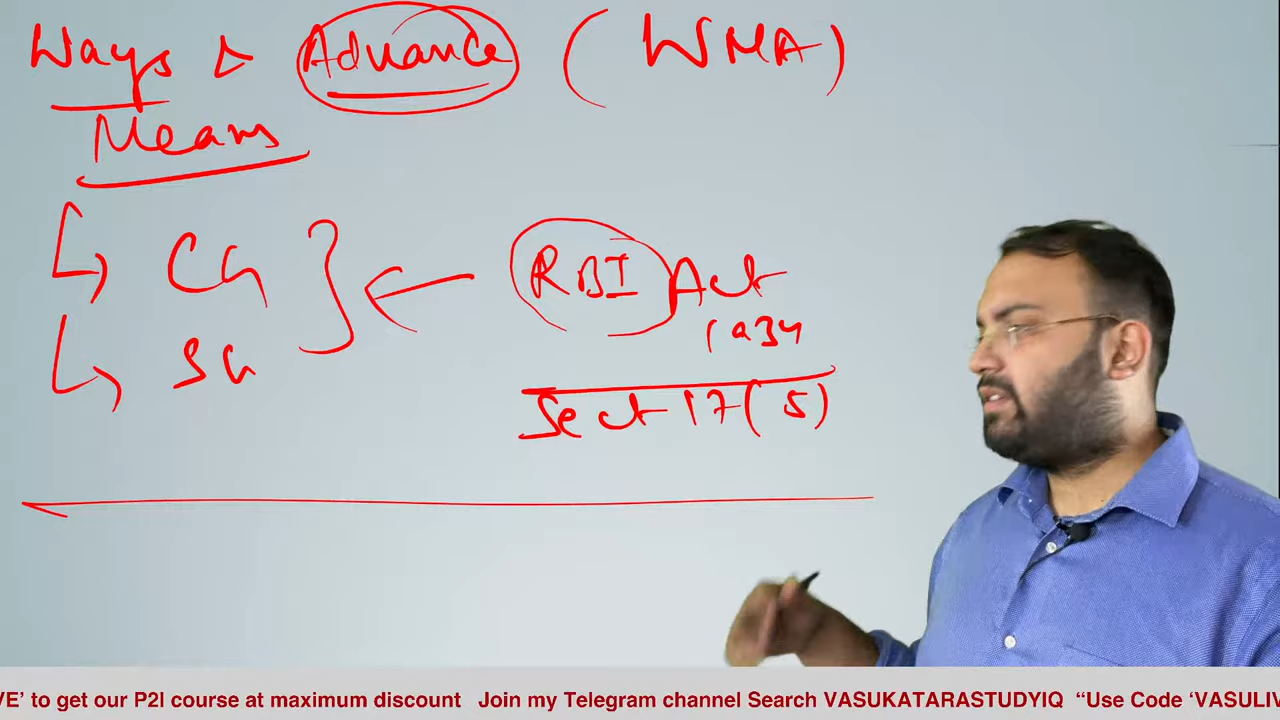 Ways & Advance (WMA)
Means
↳ CG
↳ SG
RBI Act
1934
Sect 17(5)
VE' to get our P2I course at maximum discount Join my Telegram channel Search VASUKATARASTUDYIQ “Use Code ‘VASULIV